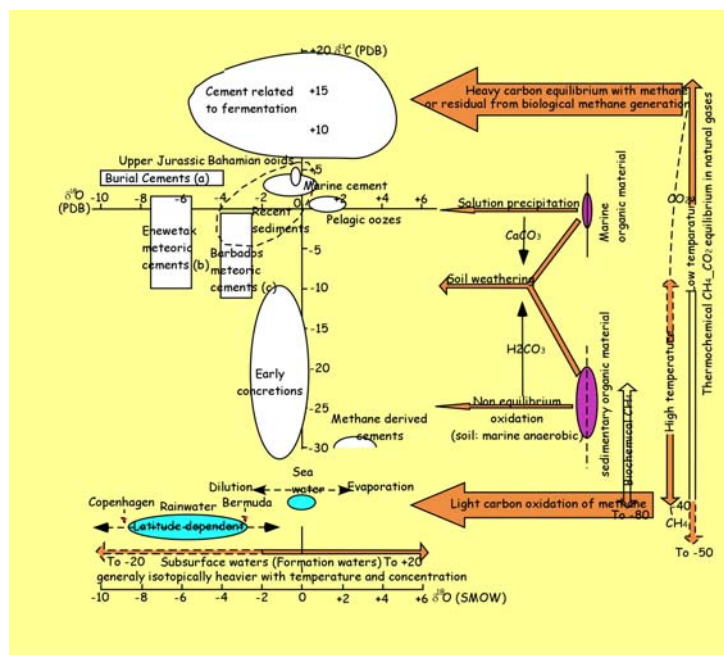 +20 δ¹³C (PDB)
Cement related
to fermentation
+15
+10
Heavy carbon equilibrium with methane
or residual from biological methane generation
Upper Jurassic Bahamian ooids
+5
Burial Cements (a)
Marine cement
δ¹⁸O
(PDB)
-8
-6
-4
-2
0
+2
+4
+6
Pelagic oozes
Recent
sediments
Enewetak
meteoric
cements (b)
Barbados
meteoric
cements (c)
-5
-10
-15
-20
-25
-30
Early
concretions
Methane derived
cements
Solution precipitation
CaCO3
Soil weathering
H2CO3
Non equilibrium
oxidation
(soil: marine anaerobic)
Marine
organic material
sedimentary organic material
Biochemical CH4
To -80
High temperature
CO2
Low temparature
Thermochemical CH4_CO2 equilibrium in natural gases
-40
CH4
To -50
Light carbon oxidation of methane
Sea
water
Dilution
Evaporation
Copenhagen
Rainwater
Bermuda
Latitude dependent
To -20
Subsurface waters (Formation waters)
To +20
generaly isotopically heavier with temperature and concentration
-10
-8
-6
-4
-2
0
+2
+4
+6
δ¹⁸O (SMOW)